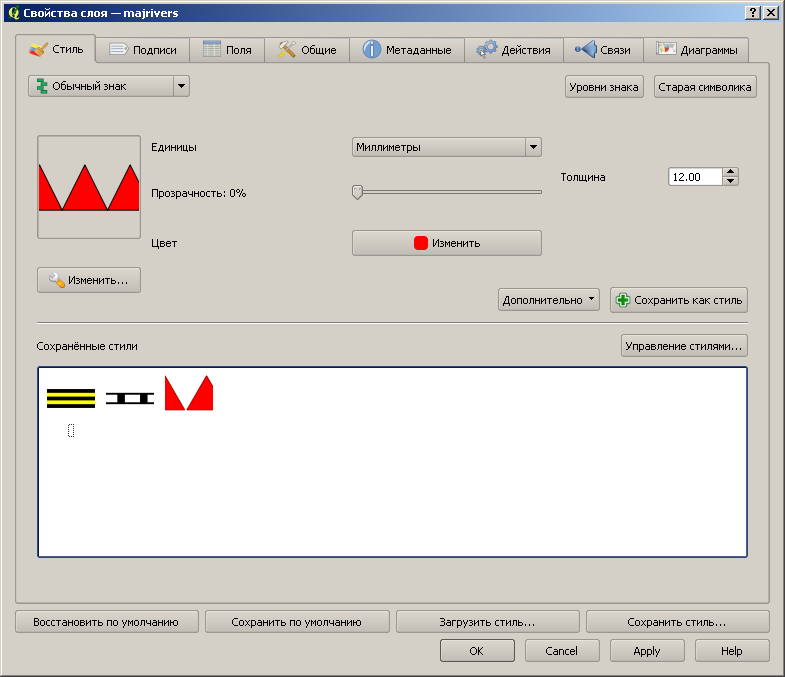 Свойства слоя — majrivers
Стиль Подписи Поля Общие Метаданные Действия Связи Диаграммы
Обычный знак Уровни знака Старая символика
Единицы Миллиметры
Толщина 12.00
Прозрачность: 0%
Цвет Изменить
Изменить...
Дополнительно Сохранить как стиль
Сохранённые стили Управление стилями...
Восстановить по умолчанию Сохранить по умолчанию Загрузить стиль... Сохранить стиль...
OK Cancel Apply Help